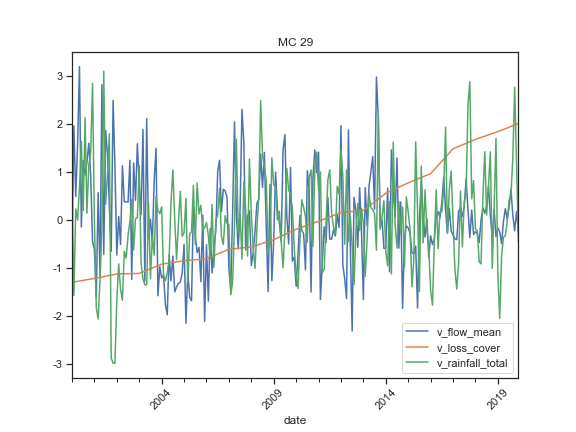 MC 29
3
2
1
0
-1
-2
-3
2004
2009
2014
2019
date
v_flow_mean
v_loss_cover
v_rainfall_total